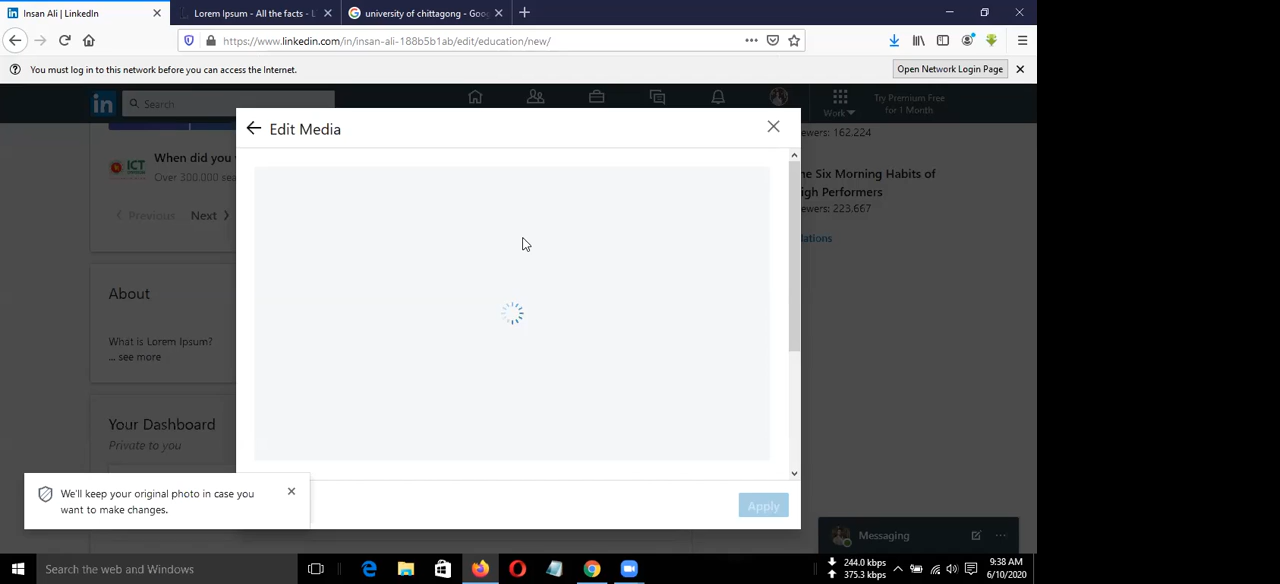 Insan Ali | LinkedIn
Lorem Ipsum - All the facts - L
university of chittagong - Goog
https://www.linkedin.com/in/insan-ali-188b5b1ab/edit/education/new/
You must log in to this network before you can access the Internet.
Open Network Login Page
in
Search
Work
Try Premium Free
for 1 Month
Edit Media
ewers: 162,224
When did you
Over 300,000 sea
ICT
Previous
Next
he Six Morning Habits of
igh Performers
ewers: 223,667
dations
About
What is Lorem Ipsum?
... see more
Your Dashboard
Private to you
We'll keep your original photo in case you
want to make changes.
Apply
Messaging
Search the web and Windows
244.0 kbps
375.3 kbps
9:38 AM
6/10/2020